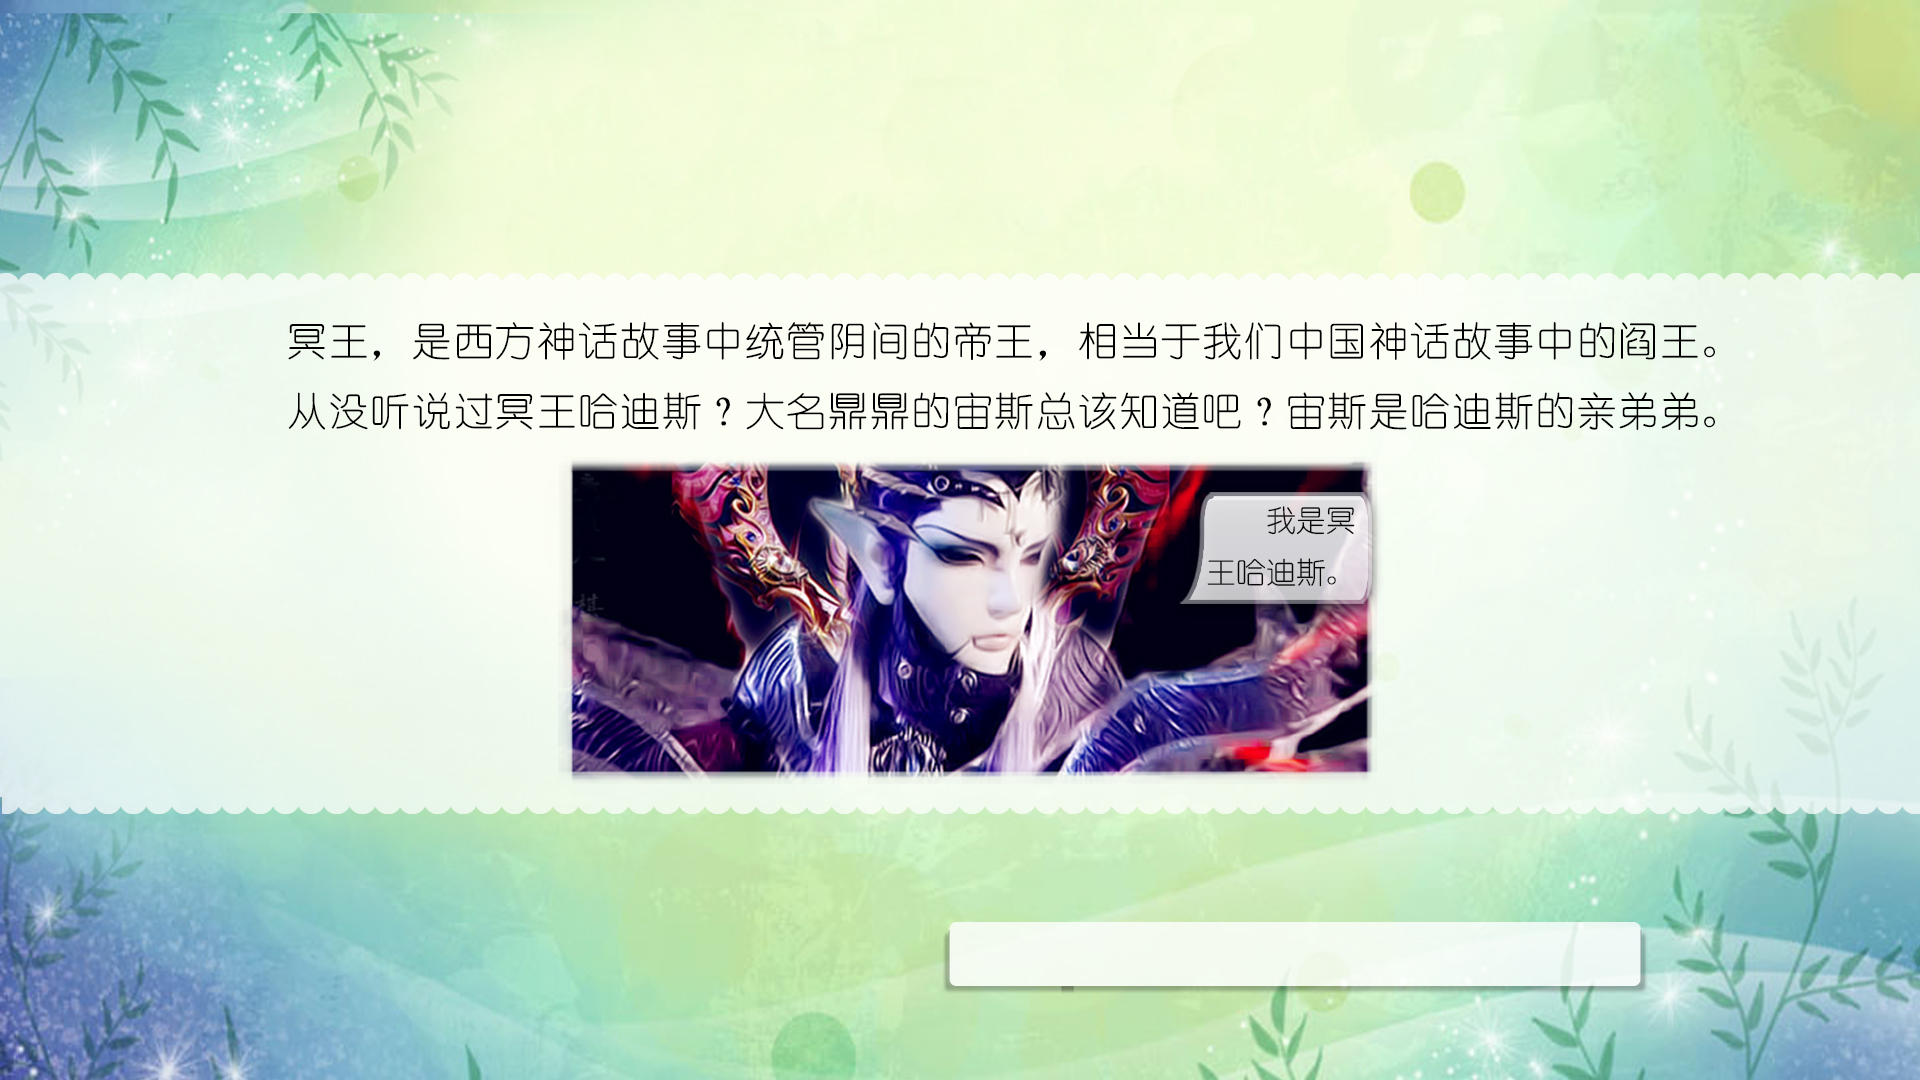 冥王，是西方神话故事中统管阴间的帝王，相当于我们中国神话故事中的阎王。
从没听说过冥王哈迪斯？大名鼎鼎的宙斯总该知道吧？宙斯是哈迪斯的亲弟弟。
我是冥
王哈迪斯。